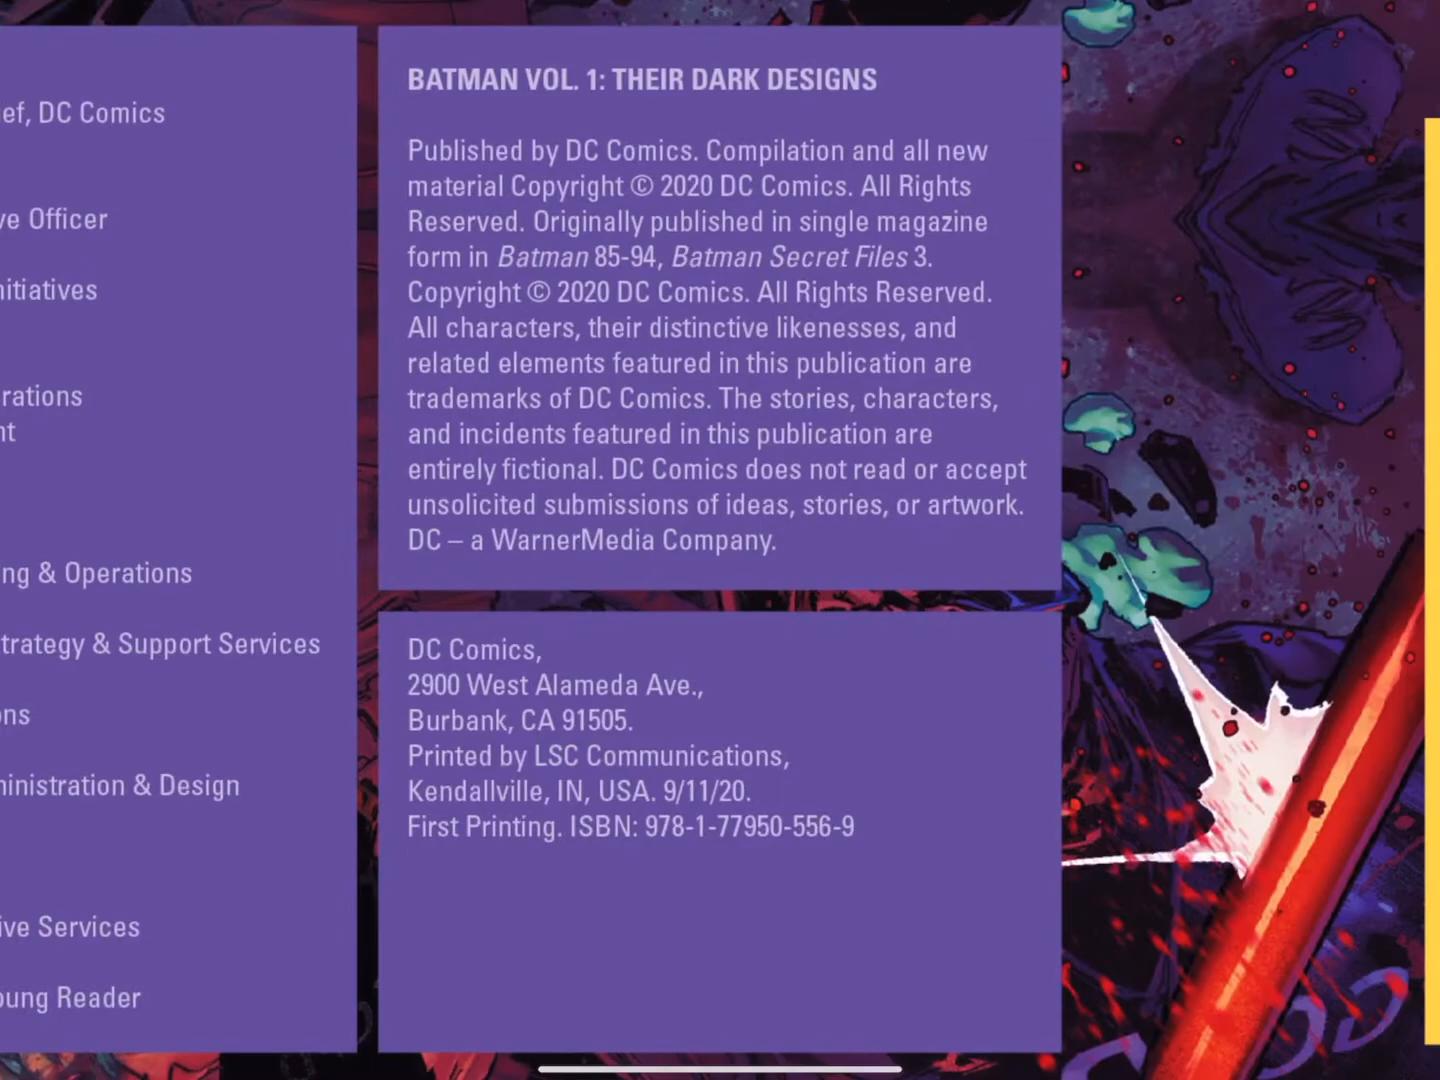 ef, DC Comics
ve Officer
nitiatives
rations
nt
ng & Operations
trategy & Support Services
ons
ministration & Design
ive Services
oung Reader
BATMAN VOL. 1: THEIR DARK DESIGNS
Published by DC Comics. Compilation and all new
material Copyright © 2020 DC Comics. All Rights
Reserved. Originally published in single magazine
form in Batman 85-94, Batman Secret Files 3.
Copyright © 2020 DC Comics. All Rights Reserved.
All characters, their distinctive likenesses, and
related elements featured in this publication are
trademarks of DC Comics. The stories, characters,
and incidents featured in this publication are
entirely fictional. DC Comics does not read or accept
unsolicited submissions of ideas, stories, or artwork.
DC – a WarnerMedia Company.
DC Comics,
2900 West Alameda Ave.,
Burbank, CA 91505.
Printed by LSC Communications,
Kendallville, IN, USA. 9/11/20.
First Printing. ISBN: 978-1-77950-556-9